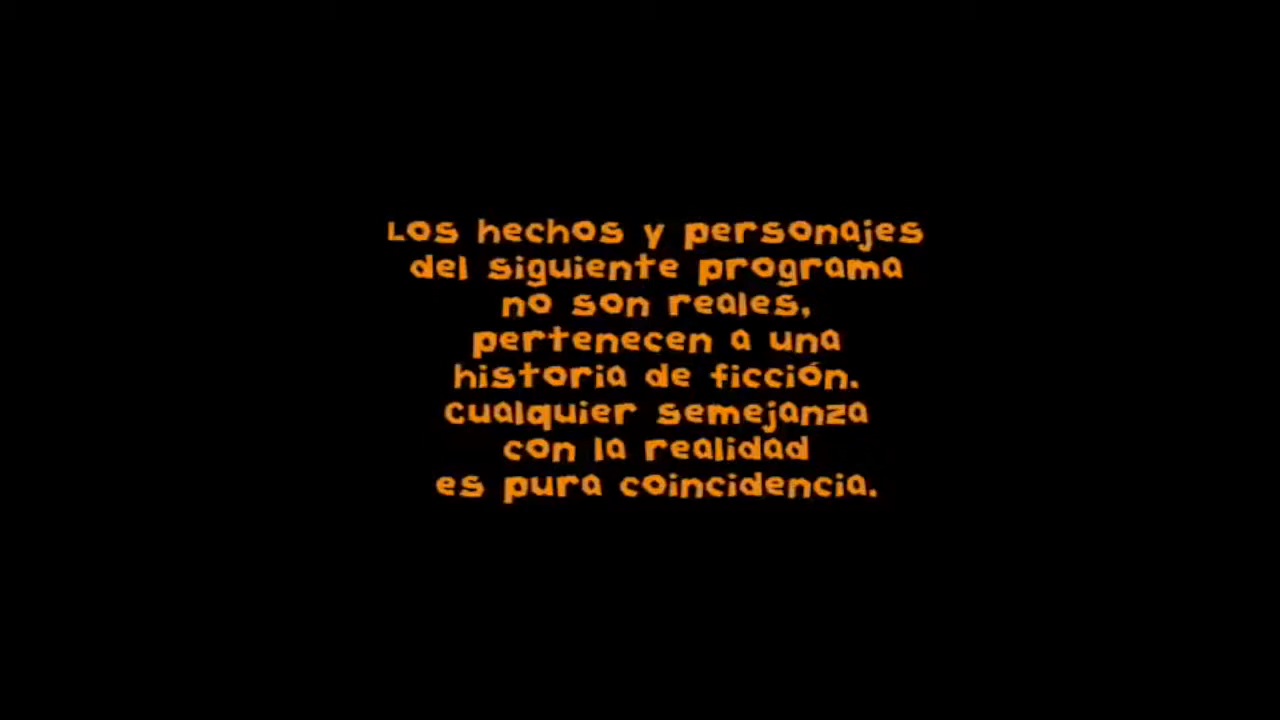 Los hechos y personajes
del siguiente programa
no son reales,
pertenecen a una
historia de ficción.
cualquier semejanza
con la realidad
es pura coincidencia.